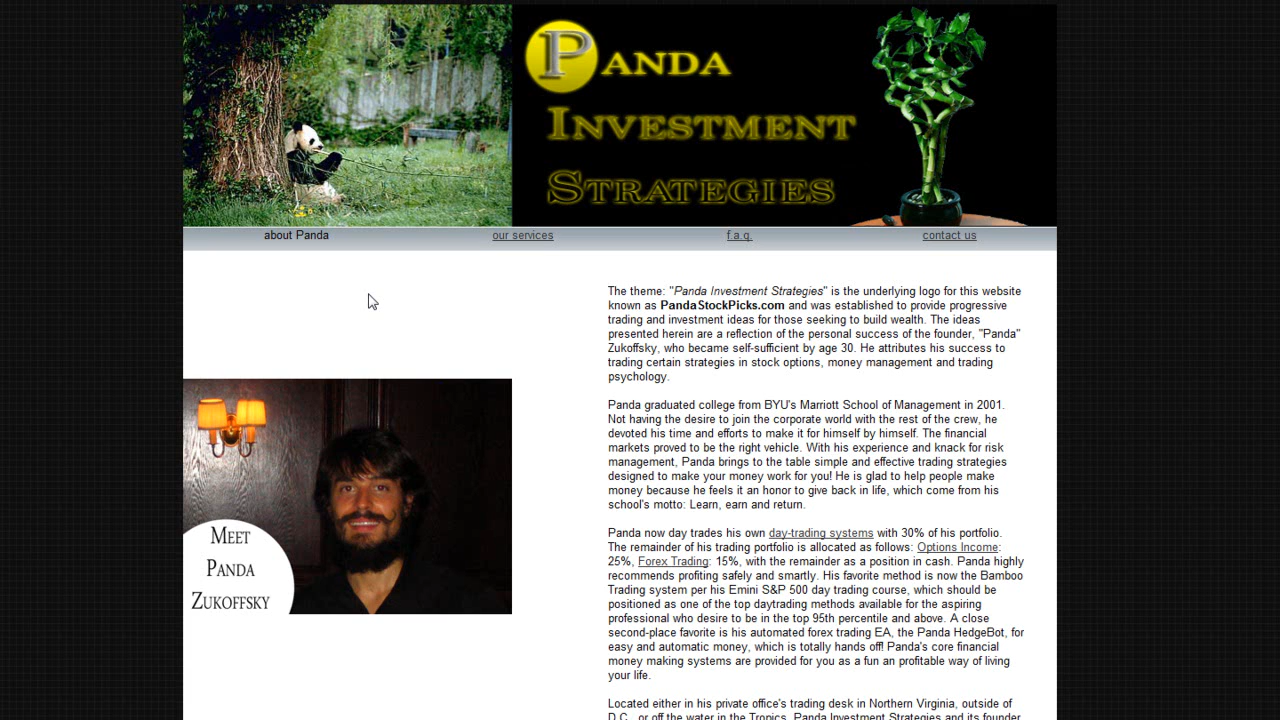 PANDA
INVESTMENT
STRATEGIES
about Panda our services f.a.q. contact us
The theme: "Panda Investment Strategies" is the underlying logo for this website
known as PandaStockPicks.com and was established to provide progressive
trading and investment ideas for those seeking to build wealth. The ideas
presented herein are a reflection of the personal success of the founder, "Panda"
Zukoffsky, who became self-sufficient by age 30. He attributes his success to
trading certain strategies in stock options, money management and trading
psychology.
Panda graduated college from BYU's Marriott School of Management in 2001.
Not having the desire to join the corporate world with the rest of the crew, he
devoted his time and efforts to make it for himself by himself. The financial
markets proved to be the right vehicle. With his experience and knack for risk
management, Panda brings to the table simple and effective trading strategies
designed to make your money work for you! He is glad to help people make
money because he feels it an honor to give back in life, which come from his
school's motto: Learn, earn and return.
Panda now day trades his own day-trading systems with 30% of his portfolio.
The remainder of his trading portfolio is allocated as follows: Options Income:
25%, Forex Trading: 15%, with the remainder as a position in cash. Panda highly
recommends profiting safely and smartly. His favorite method is now the Bamboo
Trading system per his Emini S&P 500 day trading course, which should be
positioned as one of the top daytrading methods available for the aspiring
professional who desire to be in the top 95th percentile and above. A close
second-place favorite is his automated forex trading EA, the Panda HedgeBot, for
easy and automatic money, which is totally hands off! Panda's core financial
money making systems are provided for you as a fun an profitable way of living
your life.
Located either in his private office's trading desk in Northern Virginia, outside of
D.C., or off the water in the Tropics, Panda Investment Strategies and its founder
MEET
PANDA
ZUKOFFSKY